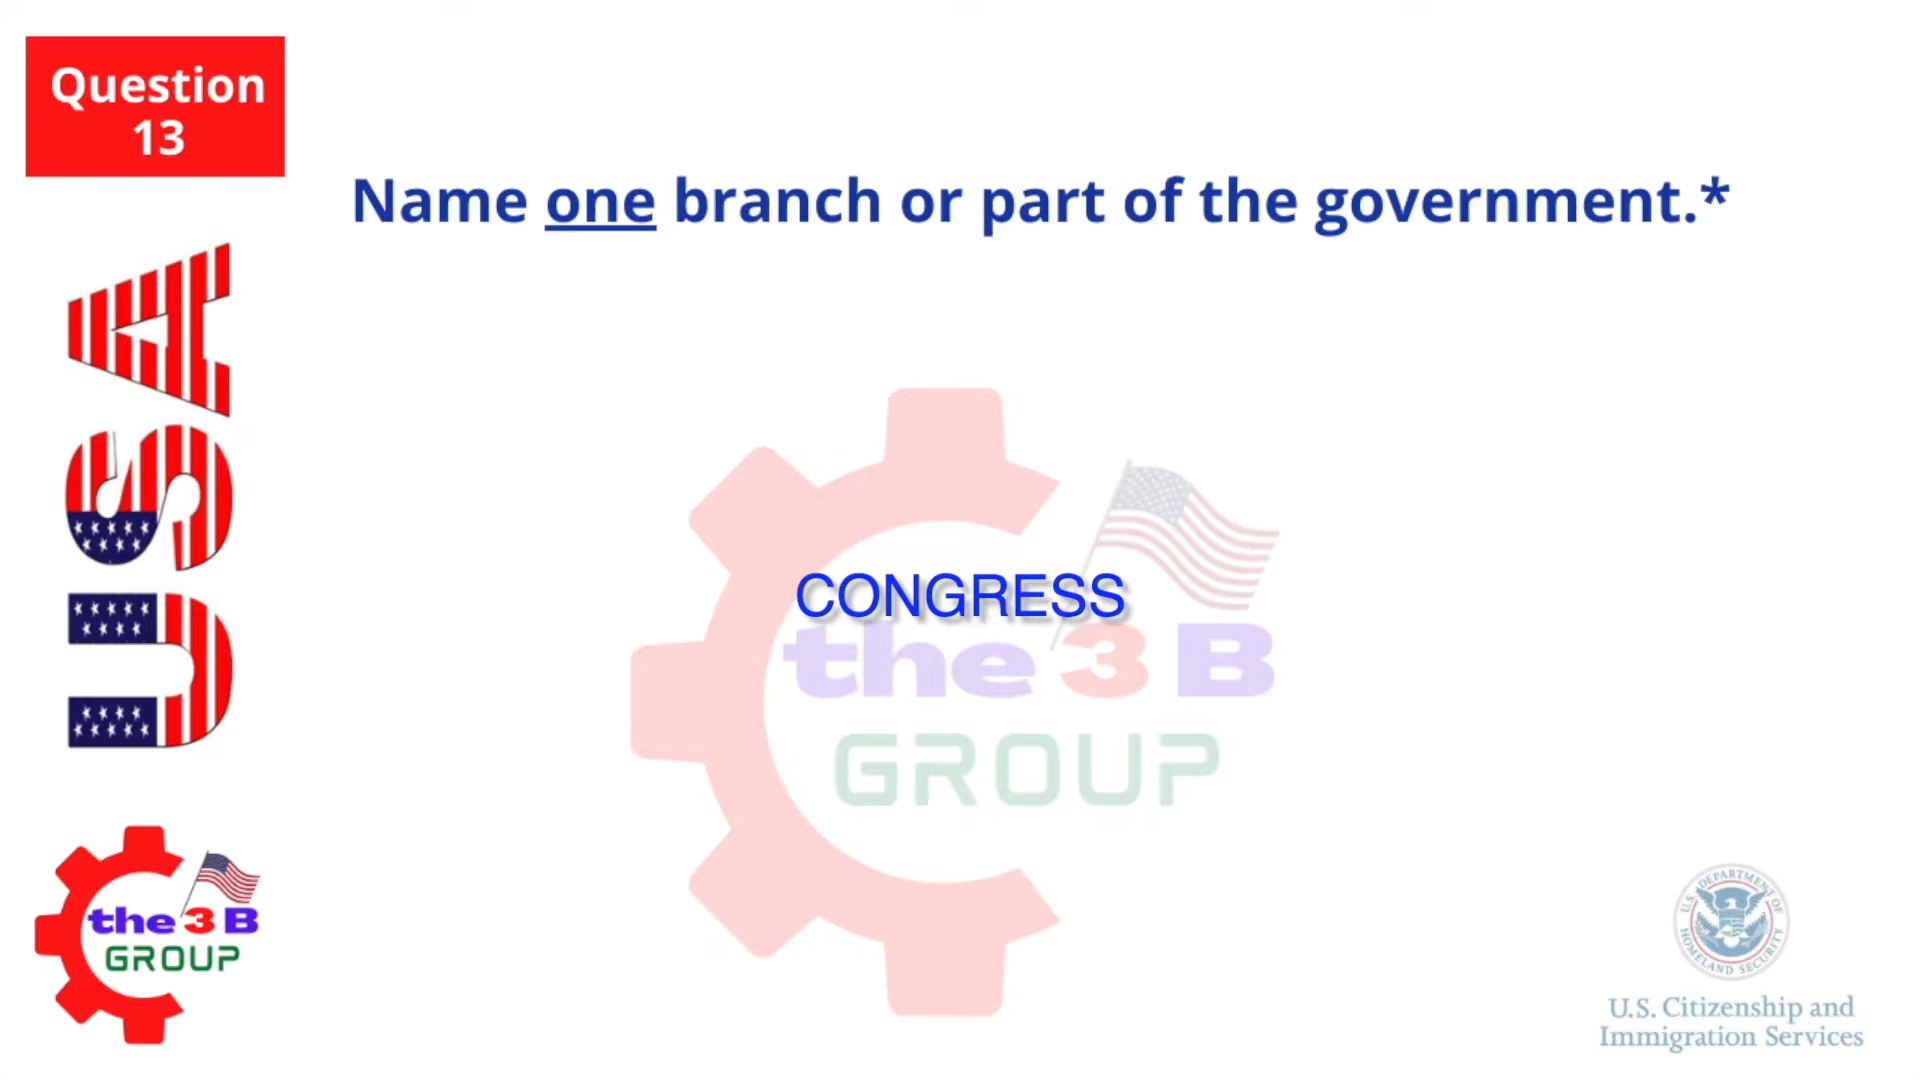 Question
13
Name one branch or part of the government.*
USA
CONGRESS
the 3 B
GROUP
the 3 B
GROUP
U.S. DEPARTMENT OF
HOMELAND SECURITY
U.S. Citizenship and
Immigration Services